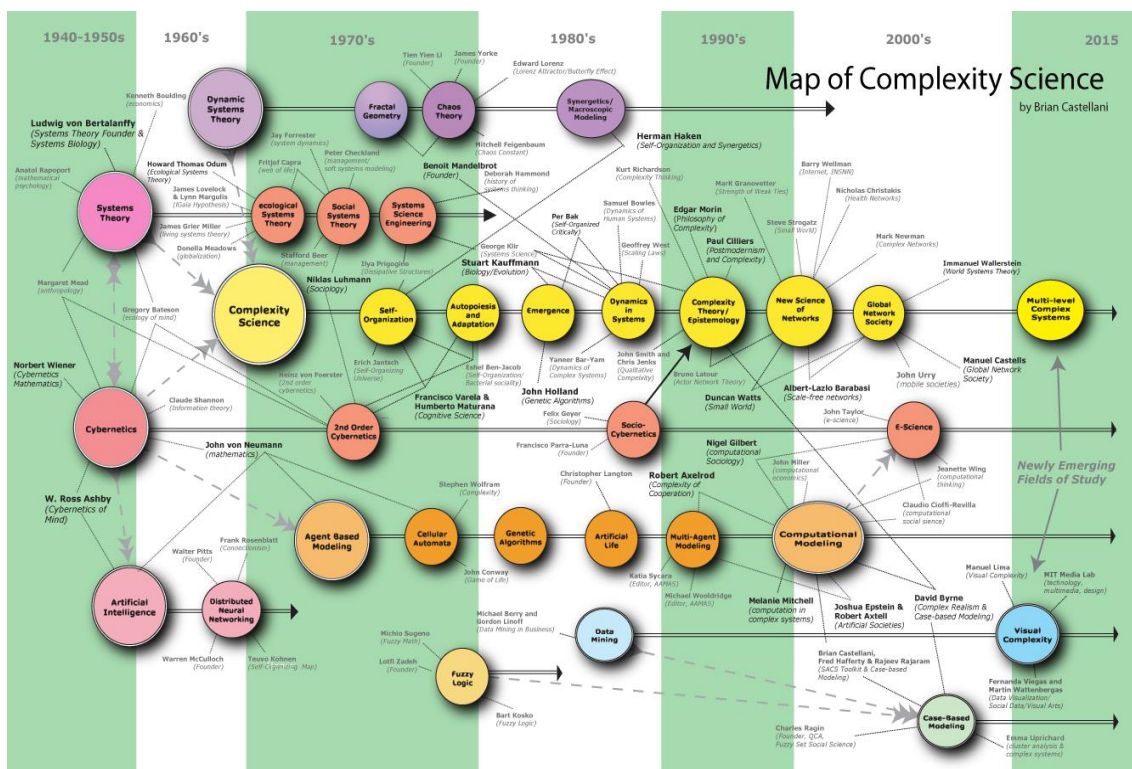 1940-1950s
1960's
1970's
1980's
1990's
2000's
2015
Map of Complexity Science
by Brian Castellani
Tien Yien Li
(Founder)
James Yorke
(Founder)
Edward Lorenz
(Lorenz Attractor/Butterfly Effect)
Kenneth Boulding
(economics)
Dynamic
Systems
Theory
Fractal
Geometry
Chaos
Theory
Synergetics/
Macroscopic
Modeling
Ludwig von Bertalanffy
(Systems Theory Founder &
Systems Biology)
Jay Forrester
(system dynamics)
Mitchell Feigenbaum
(Chaos Constant)
Herman Haken
(Self-Organization and Synergetics)
Howard Thomas Odum
(Ecological Systems
Theory)
Fritjof Capra
(web of life)
Peter Checkland
(management/
soft systems modeling)
Benoit Mandelbrot
(Founder)
Deborah Hammond
(history of
systems thinking)
Kurt Richardson
(Complexity Thinking)
Barry Wellman
(Internet, INSNN)
Anatol Rapoport
(mathematical
psychology)
James Lovelock
& Lynn Margulis
(Gaia Hypothesis)
Mark Granovetter
(Strength of Weak Ties)
Nicholas Christakis
(Health Networks)
Systems
Theory
ecological
Systems
Theory
Social
Systems
Theory
Systems
Science
Engineering
Per Bak
(Self-Organized
Critically)
Samuel Bowles
(Dynamics of
Human Systems)
Edgar Morin
(Philosophy of
Complexity)
Steve Strogatz
(Small World)
James Grier Miller
(living systems theory)
Donella Meadows
(globalization)
Stafford Beer
(management)
George Klir
(Systems Science)
Geoffrey West
(Scaling Laws)
Paul Cilliers
(Postmodernism
and Complexity)
Mark Newman
(Complex Networks)
Niklas Luhmann
(Sociology)
Ilya Prigogine
(Dissipative Structures)
Stuart Kauffmann
(Biology/Evolution)
Immanuel Wallerstein
(World Systems Theory)
Margaret Mead
(anthropology)
Gregory Bateson
(ecology of mind)
Complexity
Science
Self-
Organization
Autopoiesis
and
Adaptation
Emergence
Dynamics
in
Systems
Complexity
Theory/
Epistemology
New Science
of Networks
Global
Network
Society
Multi-level
Complex
Systems
Norbert Wiener
(Cybernetics
Mathematics)
Erich Jantsch
(Self-Organizing
Universe)
Heinz von Foerster
(2nd order
cybernetics)
Eshel Ben-Jacob
(Self-Organization/
Bacterial sociality)
Yanner Bar-Yam
(Dynamics of
Complex Systems)
John Smith and
Chris Jenks
(Qualitative
Bruno Latour
(Actor Network Theory)
John Urry
(mobile societies)
Manuel Castells
(Global Network
Society)
Claude Shannon
(Information theory)
Francisco Varela &
Humberto Maturana
(Cognitive Science)
John Holland
(Genetic Algorithms)
Duncan Watts
(Small World)
Albert-Lazlo Barabasi
(Scale-free networks)
Cybernetics
2nd Order
Cybernetics
Felix Geyer
(Sociology)
Socio-
Cybernetics
John Taylor
(e-science)
E-Science
John von Neumann
(mathematics)
Francisco Parra-Luna
(Founder)
Nigel Gilbert
(computational
Sociology)
John Miller
(computational
economics)
Jeanette Wing
(computational
thinking)
Newly Emerging
Fields of Study
W. Ross Ashby
(Cybernetics of
Mind)
Stephen Wolfram
(Complexity)
Christopher Langton
(Founder)
Robert Axelrod
(Complexity of
Cooperation)
Claudio Cioffi-Revilla
(computational
social sience)
Frank Rosenblatt
(Connectionism)
Agent Based
Modeling
Cellular
Automata
Genetic
Algorithms
Artificial
Life
Multi-Agent
Modeling
Computational
Modeling
Walter Pitts
(Founder)
John Conway
(Game of Life)
Katia Sycara
(Editor, AAMAS)
Michael Wooldridge
(Editor, AAMAS)
Manuel Lima
(Visual Complexity)
MIT Media Lab
(technology,
multimedia, design)
Artificial
Intelligence
Distributed
Neural
Networking
Michael Berry and
Gordon Linoff
(Data Mining in Business)
Data
Mining
Melanie Mitchell
(computation in
complex systems)
Joshua Epstein &
Robert Axtell
(Artificial Societies)
David Byrne
(Complex Realism &
Case-based Modeling)
Visual
Complexity
Warren McCulloch
(Founder)
Teuvo Kohnen
(Self-Organizing Map)
Michio Sugeno
(Fuzzy Math)
Lotfi Zadeh
(Founder)
Fuzzy
Logic
Bart Kosko
(Fuzzy Logic)
Brian Castellani,
Fred Hafferty & Rajeev Rajaram
(SACS Toolkit & Case-based
Modeling)
Fernanda Viegas and
Martin Wattenbergas
(Data Visualization/
Social Data/Visual Arts)
Charles Ragin
(Founder, QCA,
Fuzzy Set Social Science)
Case-Based
Modeling
Emma Uprichard
(cluster analysis &
complex systems)